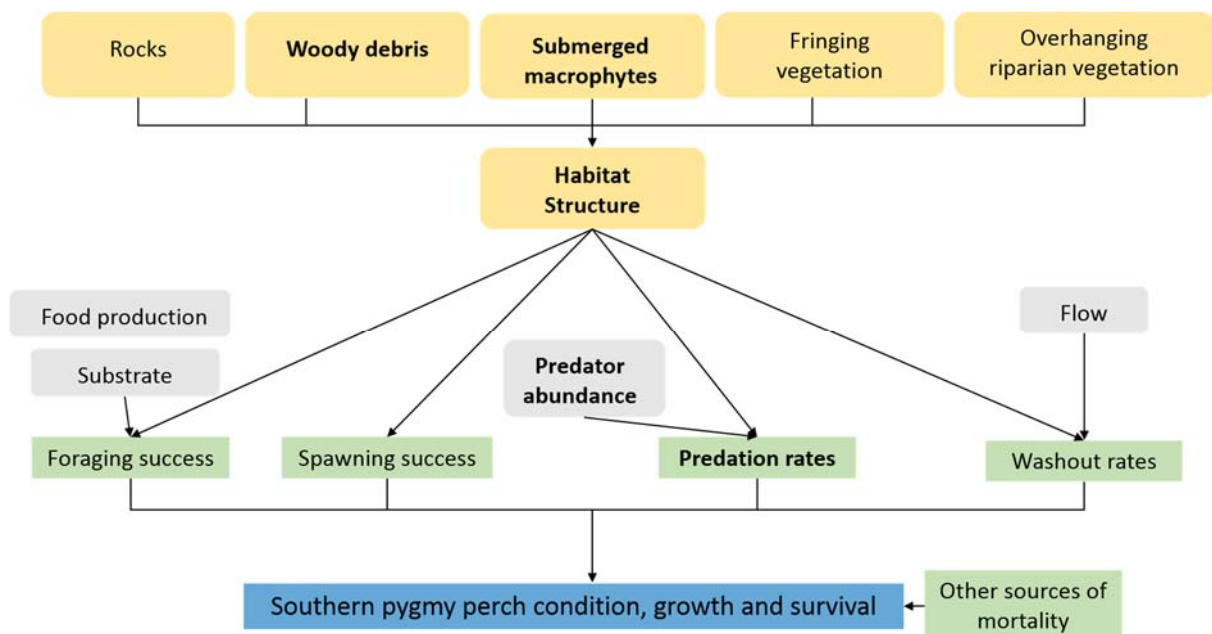 Rocks
Woody debris
Submerged
macrophytes
Fringing
vegetation
Overhanging
riparian vegetation
Habitat
Structure
Food production
Substrate
Predator
abundance
Flow
Foraging success
Spawning success
Predation rates
Washout rates
Southern pygmy perch condition, growth and survival
Other sources of
mortality